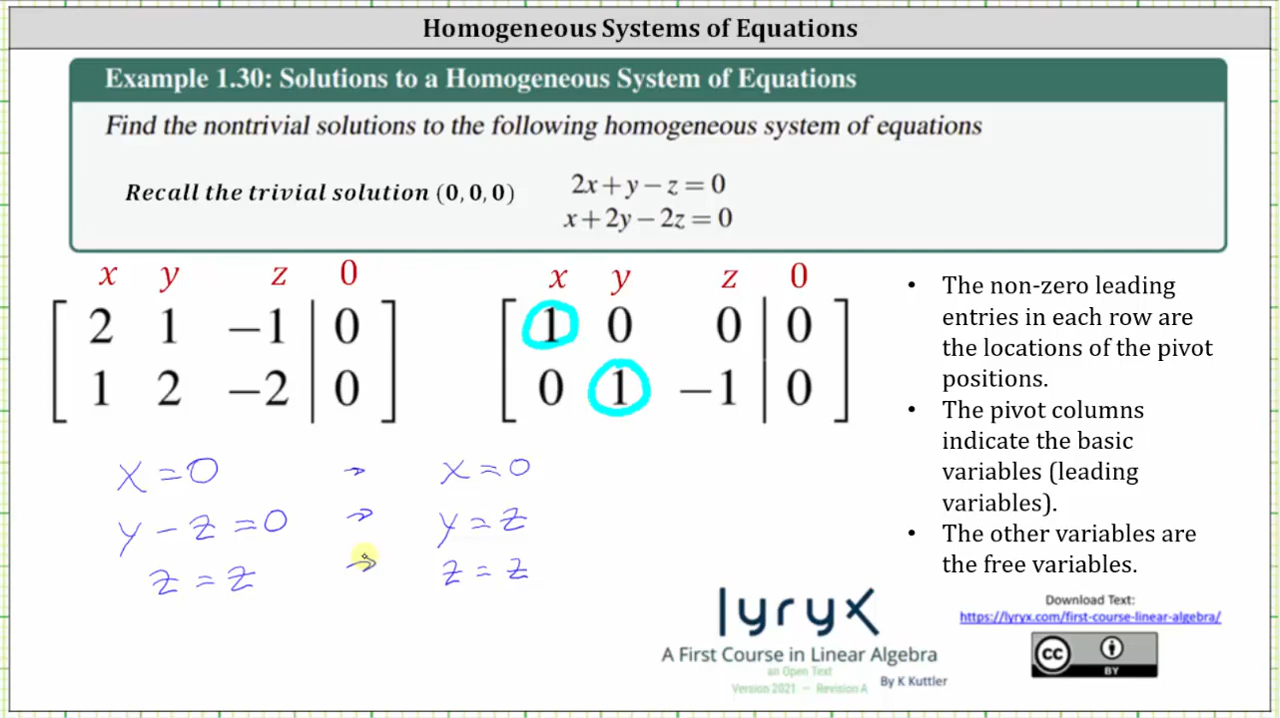 Homogeneous Systems of Equations
Example 1.30: Solutions to a Homogeneous System of Equations
Find the nontrivial solutions to the following homogeneous system of equations
Recall the trivial solution (0, 0, 0)
2x + y − z = 0
x + 2y − 2z = 0
x y z 0
2 1 −1 0
1 2 −2 0
x y z 0
1 0 0 0
0 1 −1 0
x = 0 → x = 0
y − z = 0 → y = z
z = z → z = z
• The non-zero leading
entries in each row are
the locations of the pivot
positions.
• The pivot columns
indicate the basic
variables (leading
variables).
• The other variables are
the free variables.
lyryx
A First Course in Linear Algebra
an Open Text
By K Kuttler
Version 2021 — Revision A
Download Text:
https://lyryx.com/first-course-linear-algebra/
cc
BY